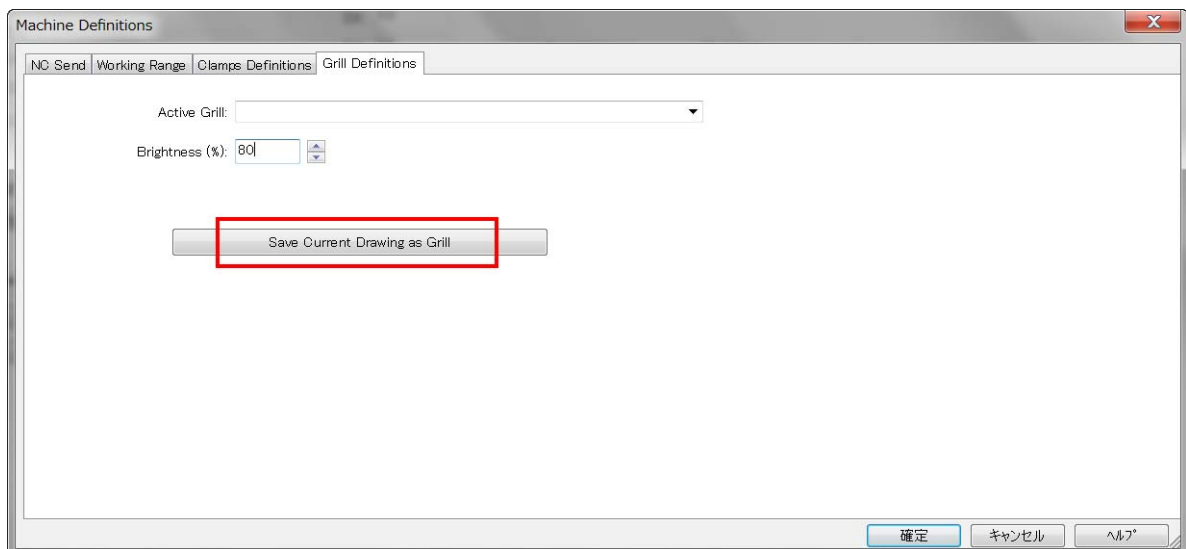 Machine Definitions
NC Send Working Range Clamps Definitions Grill Definitions
Active Grill:
Brightness (%): 80
Save Current Drawing as Grill
確定 キャンセル ヘルプ